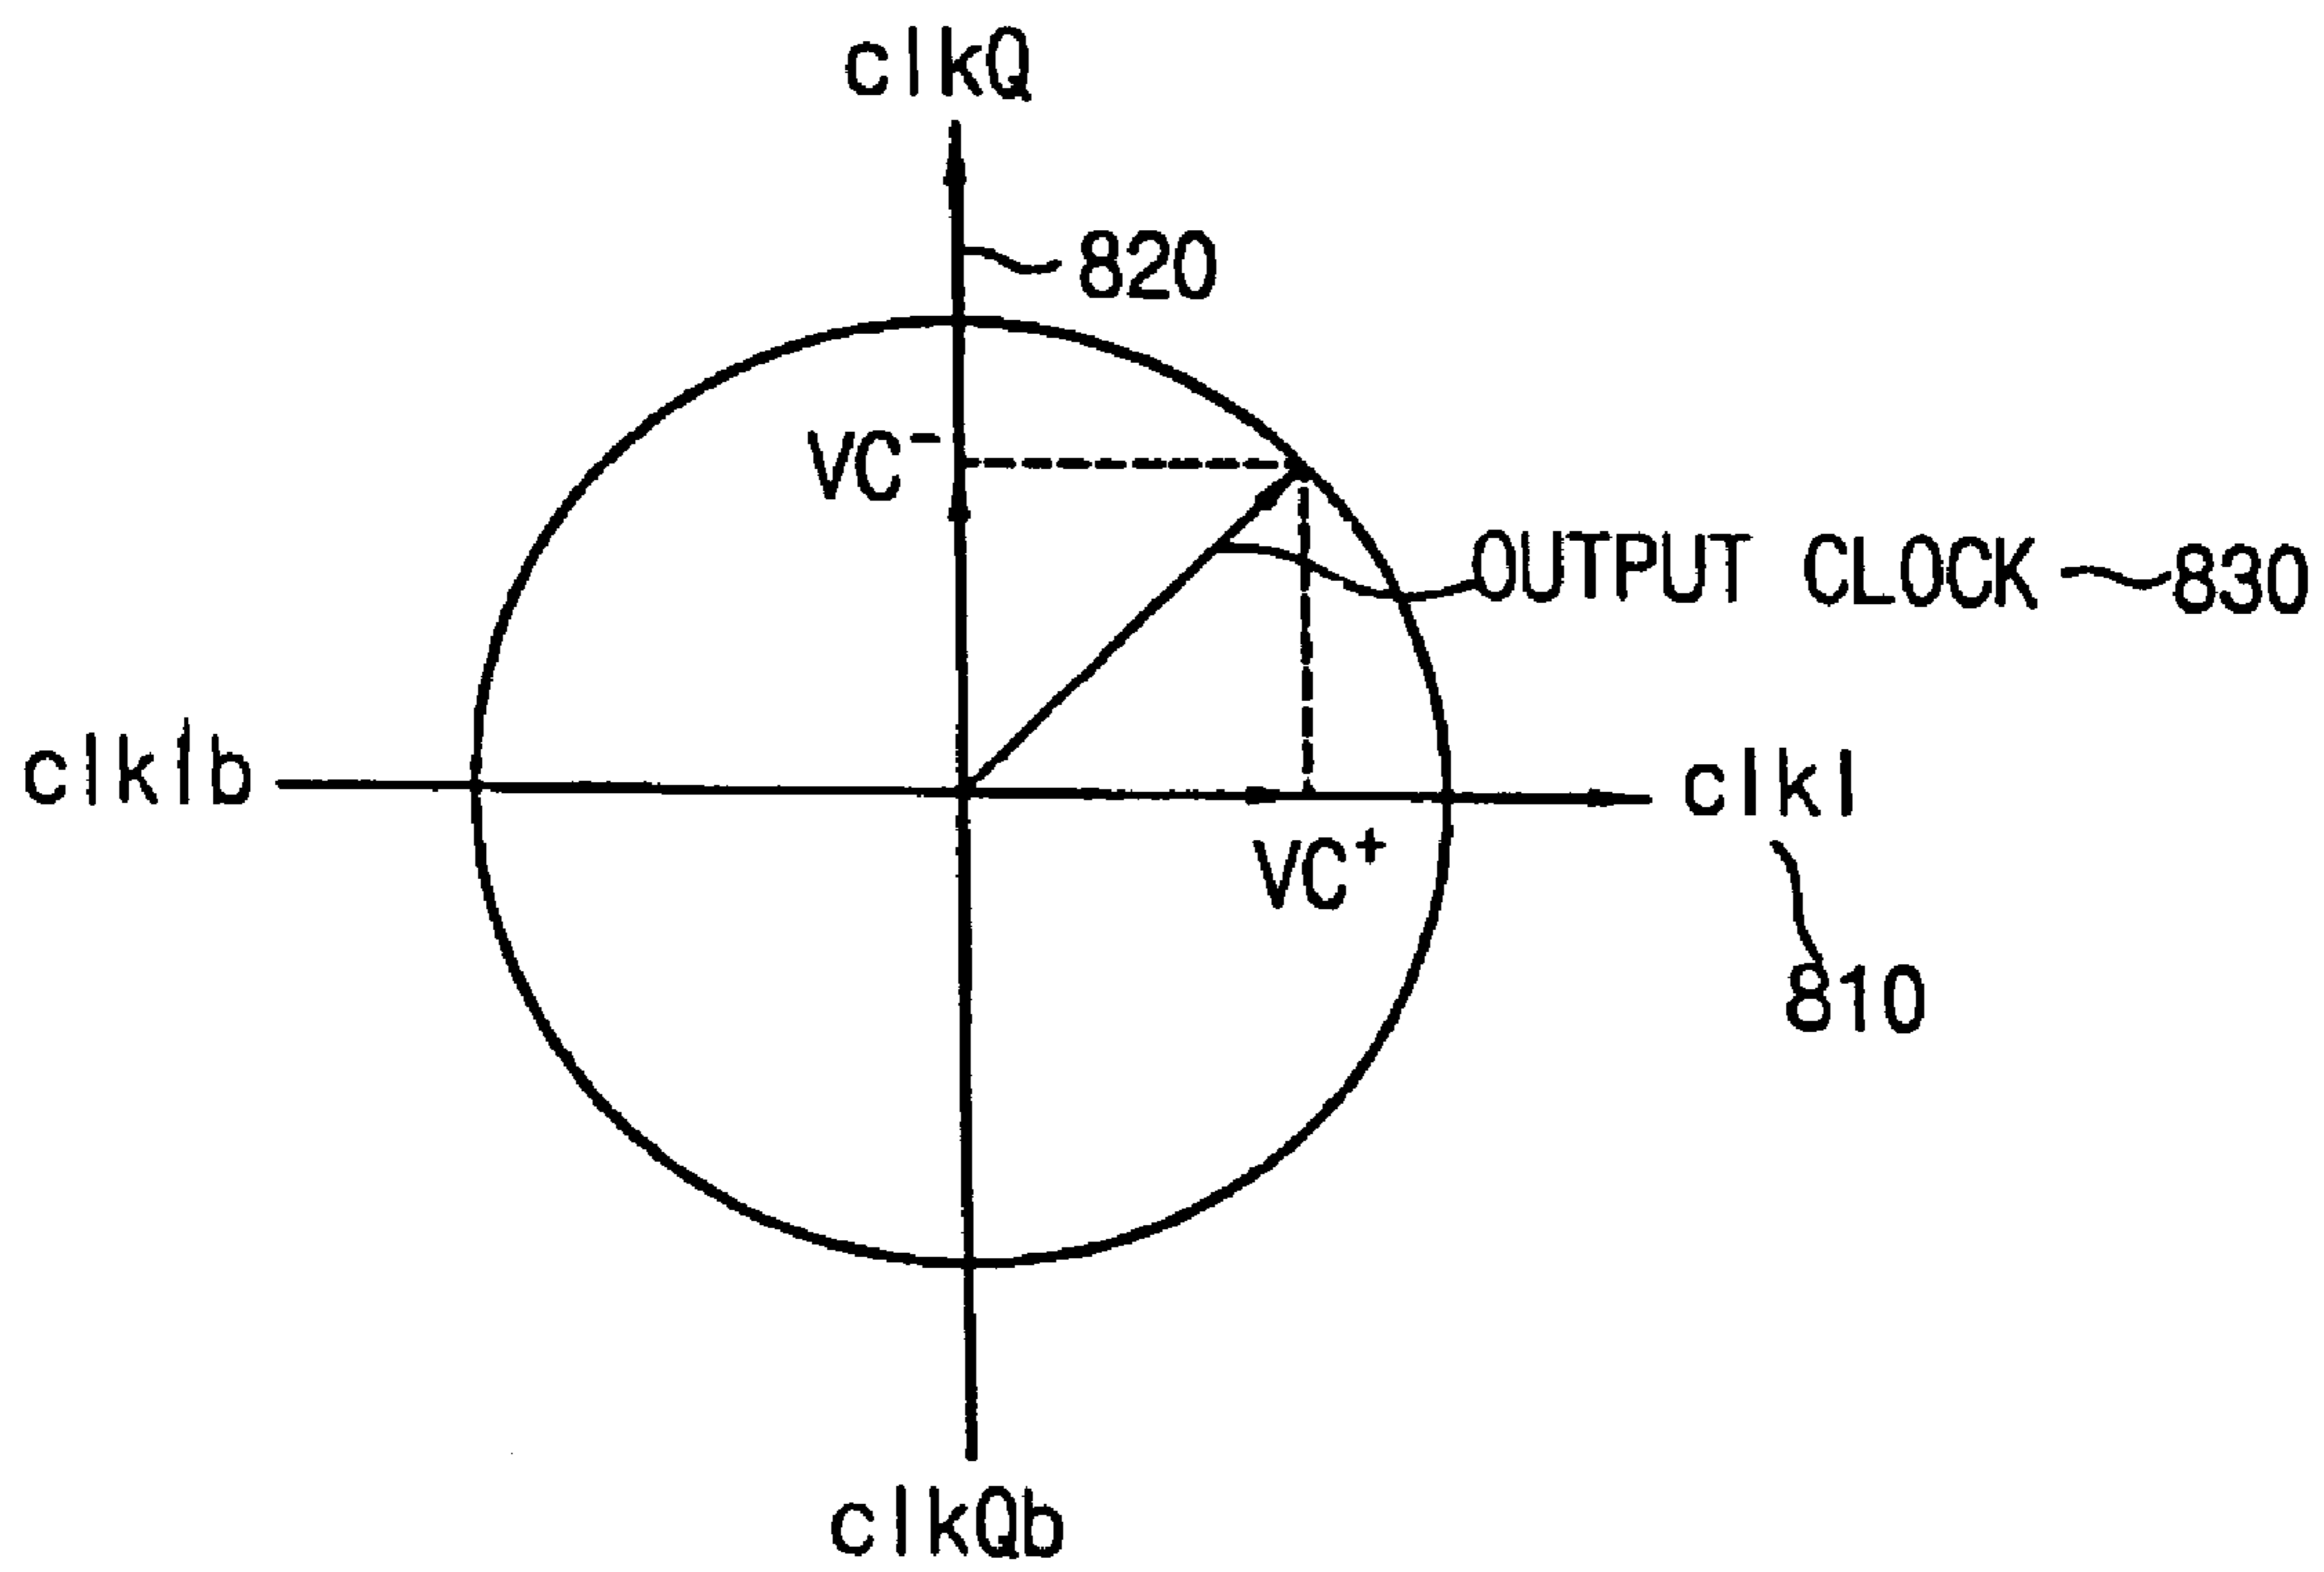 clkQ
820
VC⁻
OUTPUT CLOCK 830
clkIb
clkI
VC⁺
810
clkQb